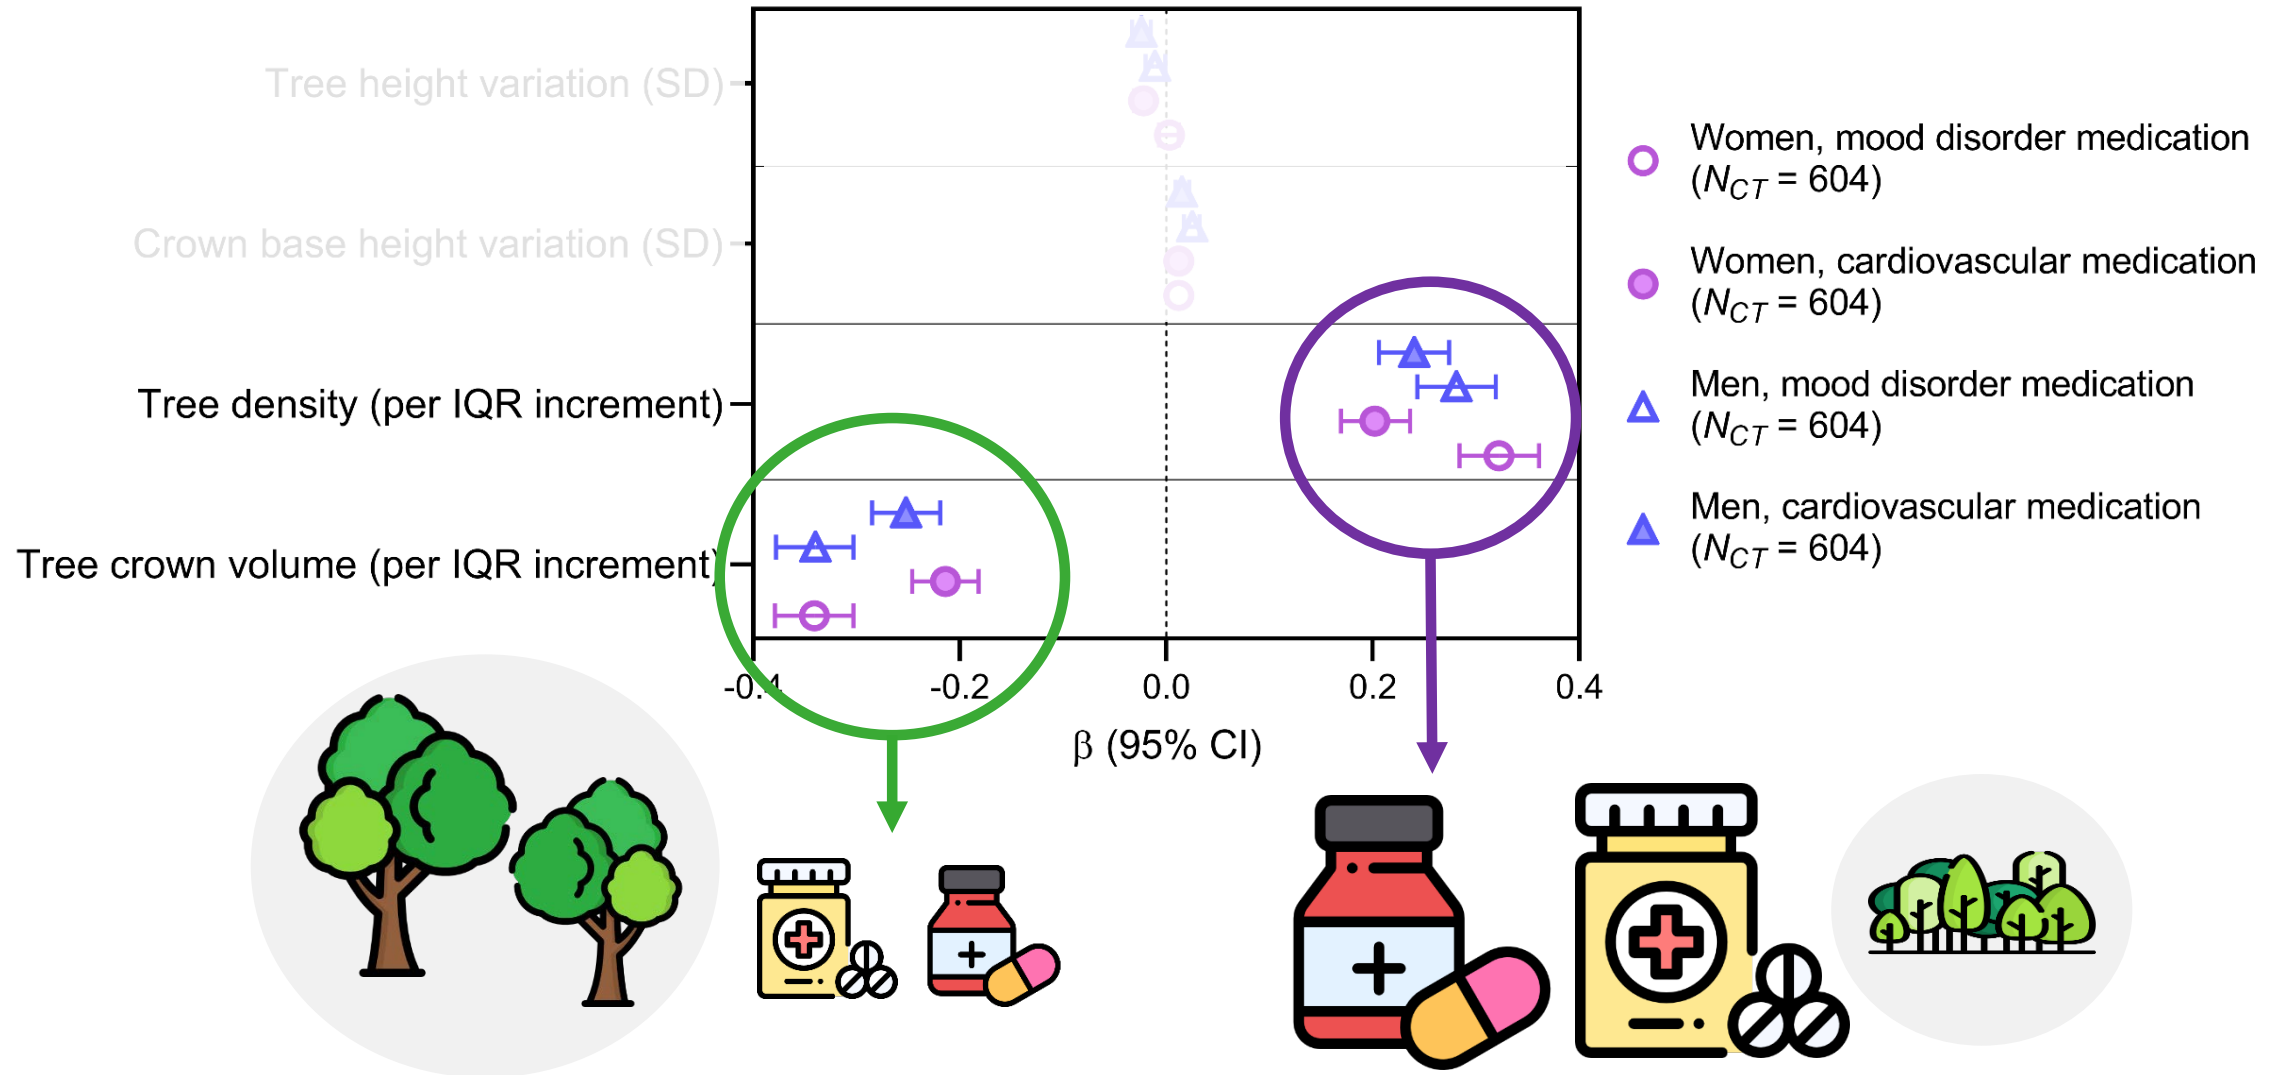 Tree height variation (SD)
Crown base height variation (SD)
Tree density (per IQR increment)
Tree crown volume (per IQR increment)
-0.4
-0.2
0.0
0.2
0.4
β (95% CI)
Women, mood disorder medication
(N_CT = 604)
Women, cardiovascular medication
(N_CT = 604)
Men, mood disorder medication
(N_CT = 604)
Men, cardiovascular medication
(N_CT = 604)